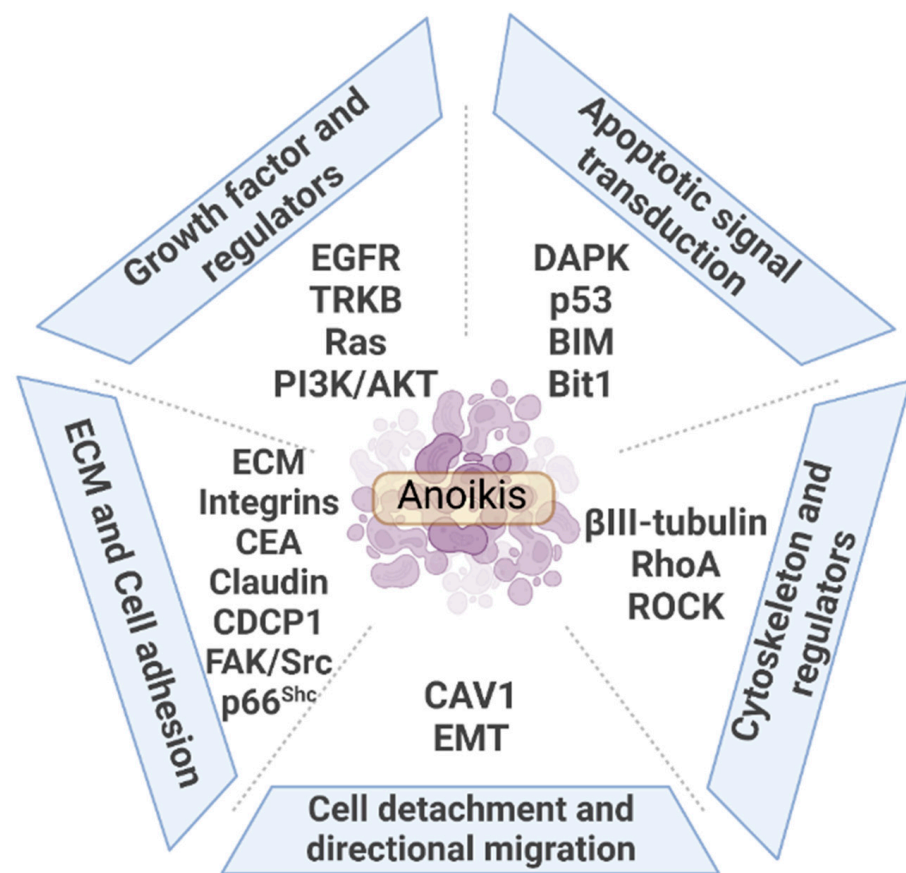 Growth factor and
regulators
EGFR
TRKB
Ras
PI3K/AKT
Apoptotic signal
transduction
DAPK
p53
BIM
Bit1
ECM and Cell adhesion
ECM
Integrins
CEA
Claudin
CDCP1
FAK/Src
p66Shc
Anoikis
βIII-tubulin
RhoA
ROCK
Cytoskeleton and
regulators
CAV1
EMT
Cell detachment and
directional migration